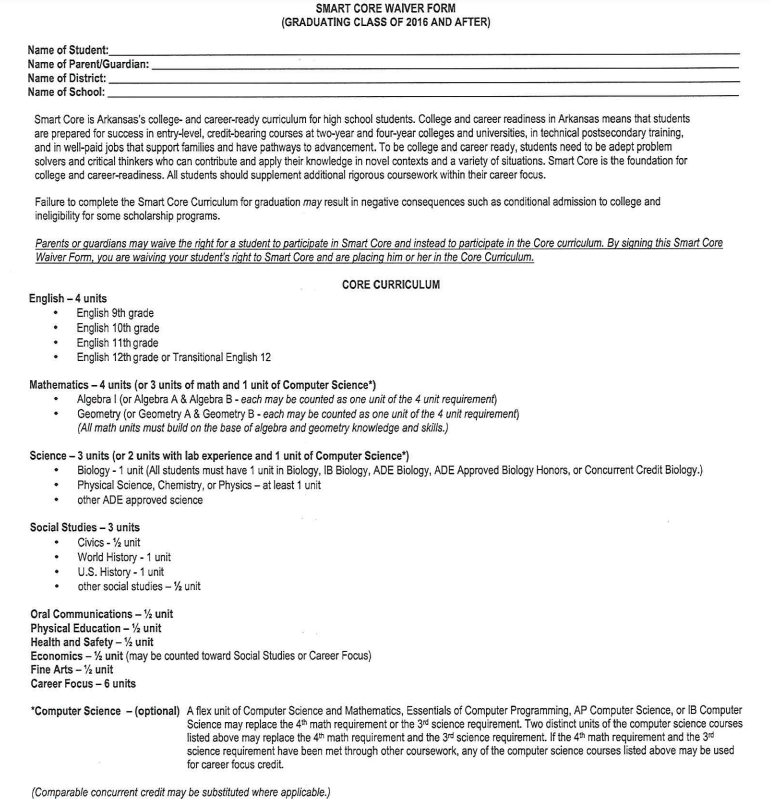 SMART CORE WAIVER FORM
(GRADUATING CLASS OF 2016 AND AFTER)
Name of Student:
Name of Parent/Guardian:
Name of District:
Name of School:
Smart Core is Arkansas's college- and career-ready curriculum for high school students. College and career readiness in Arkansas means that students
are prepared for success in entry-level, credit-bearing courses at two-year and four-year colleges and universities, in technical postsecondary training,
and in well-paid jobs that support families and have pathways to advancement. To be college and career ready, students need to be adept problem
solvers and critical thinkers who can contribute and apply their knowledge in novel contexts and a variety of situations. Smart Core is the foundation for
college and career-readiness. All students should supplement additional rigorous coursework within their career focus.
Failure to complete the Smart Core Curriculum for graduation may result in negative consequences such as conditional admission to college and
ineligibility for some scholarship programs.
Parents or guardians may waive the right for a student to participate in Smart Core and instead to participate in the Core curriculum. By signing this Smart Core
Waiver Form, you are waiving your student's right to Smart Core and are placing him or her in the Core Curriculum.
CORE CURRICULUM
English – 4 units
• English 9th grade
• English 10th grade
• English 11th grade
• English 12th grade or Transitional English 12
Mathematics – 4 units (or 3 units of math and 1 unit of Computer Science*)
• Algebra I (or Algebra A & Algebra B - each may be counted as one unit of the 4 unit requirement)
• Geometry (or Geometry A & Geometry B - each may be counted as one unit of the 4 unit requirement)
(All math units must build on the base of algebra and geometry knowledge and skills.)
Science – 3 units (or 2 units with lab experience and 1 unit of Computer Science*)
• Biology - 1 unit (All students must have 1 unit in Biology, IB Biology, ADE Biology, ADE Approved Biology Honors, or Concurrent Credit Biology.)
• Physical Science, Chemistry, or Physics – at least 1 unit
• other ADE approved science
Social Studies – 3 units
• Civics - ½ unit
• World History - 1 unit
• U.S. History - 1 unit
• other social studies – ½ unit
Oral Communications – ½ unit
Physical Education – ½ unit
Health and Safety – ½ unit
Economics – ½ unit (may be counted toward Social Studies or Career Focus)
Fine Arts – ½ unit
Career Focus – 6 units
*Computer Science – (optional) A flex unit of Computer Science and Mathematics, Essentials of Computer Programming, AP Computer Science, or IB Computer
Science may replace the 4th math requirement or the 3rd science requirement. Two distinct units of the computer science courses
listed above may replace the 4th math requirement and the 3rd science requirement. If the 4th math requirement and the 3rd
science requirement have been met through other coursework, any of the computer science courses listed above may be used
for career focus credit.
(Comparable concurrent credit may be substituted where applicable.)